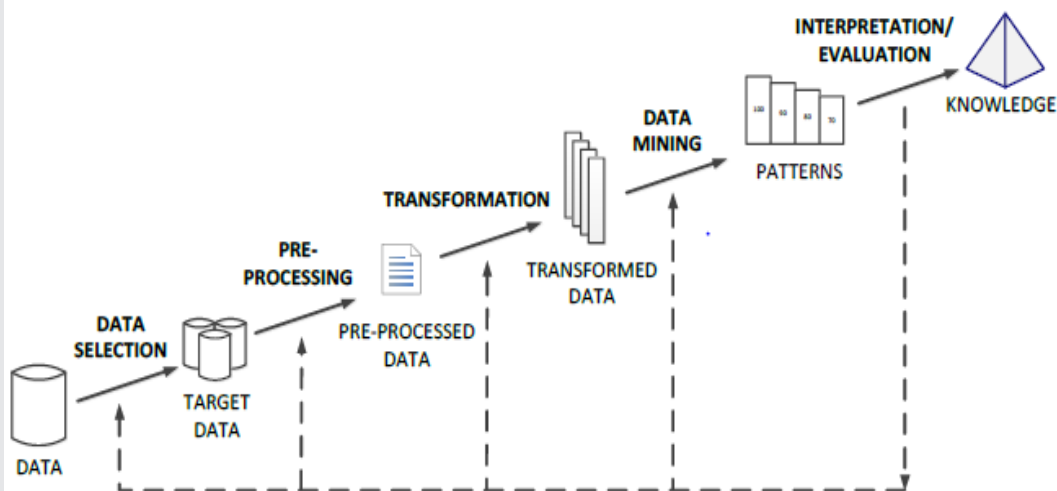 INTERPRETATION/
EVALUATION
KNOWLEDGE
DATA
MINING
PATTERNS
TRANSFORMATION
TRANSFORMED
DATA
PRE-
PROCESSING
PRE-PROCESSED
DATA
DATA
SELECTION
TARGET
DATA
DATA